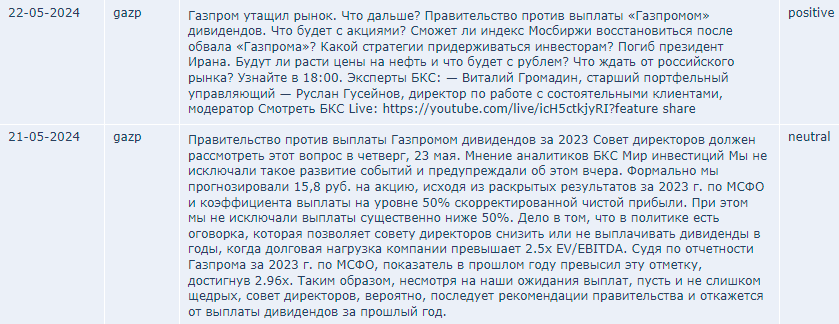 22-05-2024 gazp Газпром утащил рынок. Что дальше? Правительство против выплаты «Газпромом» positive
дивидендов. Что будет с акциями? Сможет ли индекс Мосбиржи восстановиться после
обвала «Газпрома»? Какой стратегии придерживаться инвесторам? Погиб президент
Ирана. Будут ли расти цены на нефть и что будет с рублем? Что ждать от российского
рынка? Узнайте в 18:00. Эксперты БКС: — Виталий Громадин, старший портфельный
управляющий — Руслан Гусейнов, директор по работе с состоятельными клиентами,
модератор Смотреть БКС Live: https://youtube.com/live/icH5ctkjyRI?feature share
21-05-2024 gazp Правительство против выплаты Газпромом дивидендов за 2023 Совет директоров должен neutral
рассмотреть этот вопрос в четверг, 23 мая. Мнение аналитиков БКС Мир инвестиций Мы не
исключали такое развитие событий и предупреждали об этом вчера. Формально мы
прогнозировали 15,8 руб. на акцию, исходя из раскрытых результатов за 2023 г. по МСФО
и коэффициента выплаты на уровне 50% скорректированной чистой прибыли. При этом
мы не исключали выплаты существенно ниже 50%. Дело в том, что в политике есть
оговорка, которая позволяет совету директоров снизить или не выплачивать дивиденды в
годы, когда долговая нагрузка компании превышает 2.5x EV/EBITDA. Судя по отчетности
Газпрома за 2023 г. по МСФО, показатель в прошлом году превысил эту отметку,
достигнув 2.96х. Таким образом, несмотря на наши ожидания выплат, пусть и не слишком
щедрых, совет директоров, вероятно, последует рекомендации правительства и откажется
от выплаты дивидендов за прошлый год.